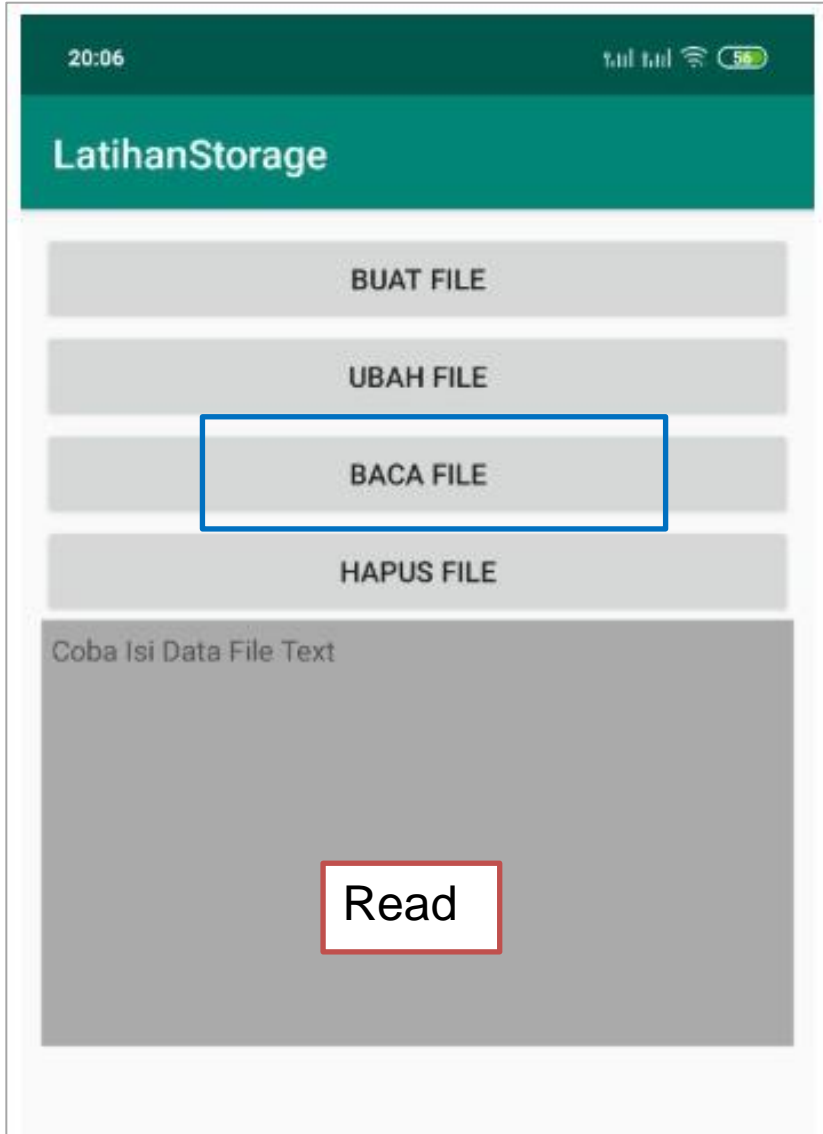 20:06
56
LatihanStorage
BUAT FILE
UBAH FILE
BACA FILE
HAPUS FILE
Coba Isi Data File Text
Read